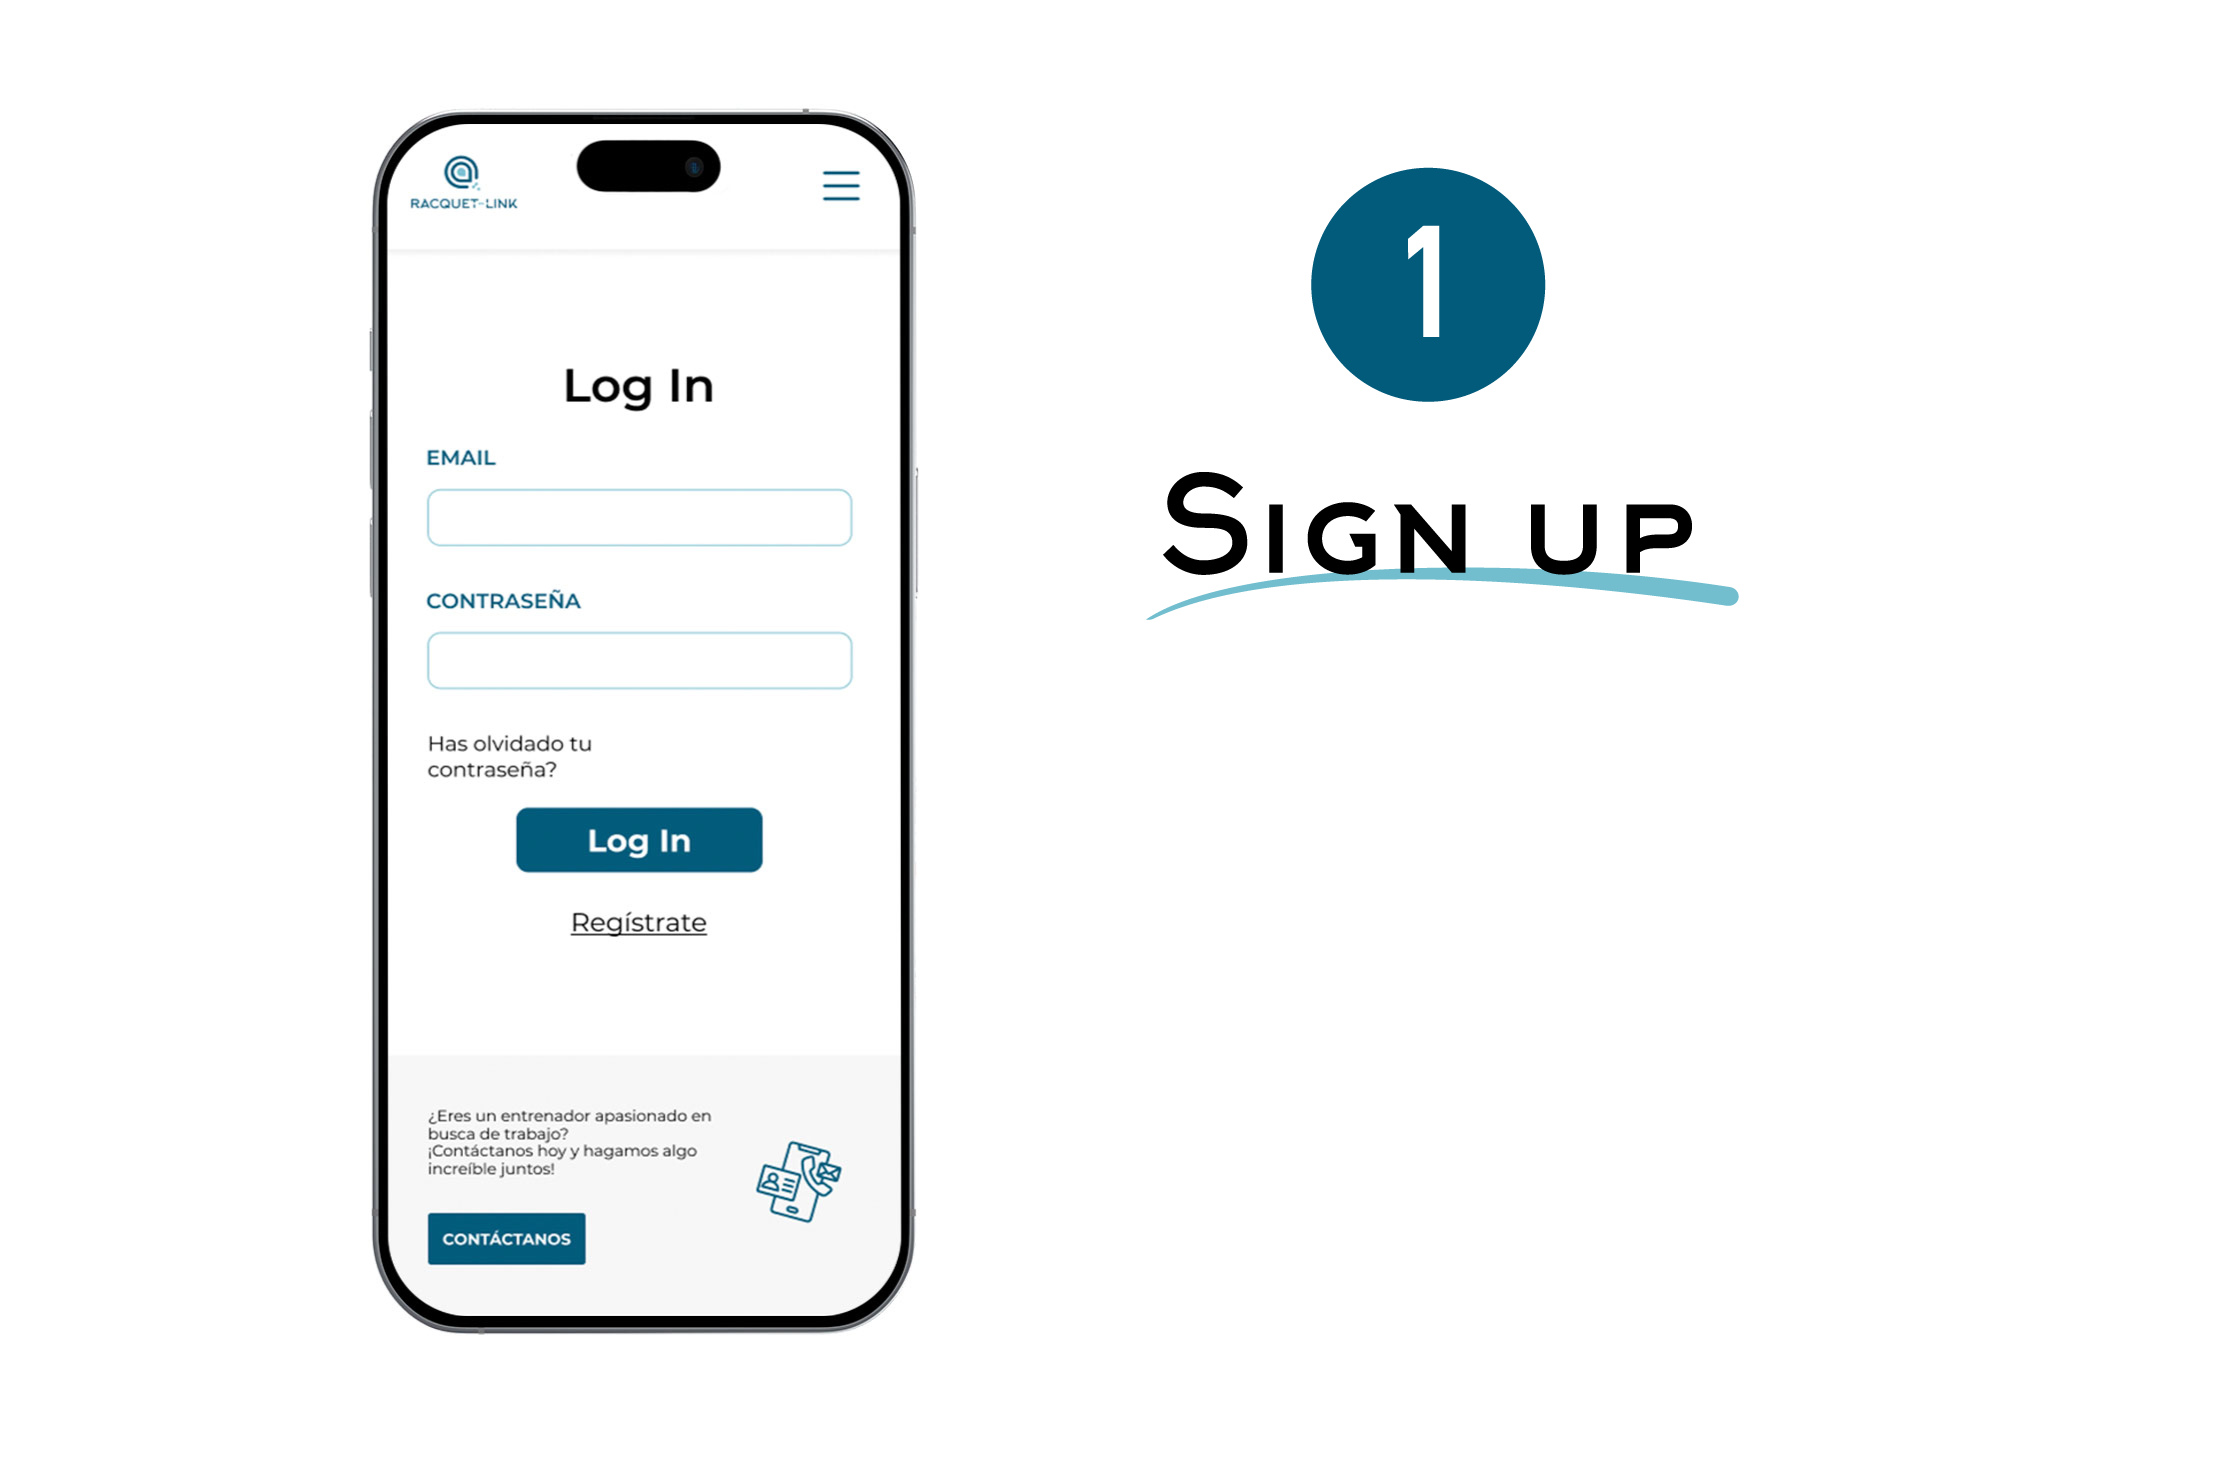 RACQUET-LINK
Log In
EMAIL
CONTRASEÑA
Has olvidado tu
contraseña?
Log In
Regístrate
¿Eres un entrenador apasionado en
busca de trabajo?
¡Contáctanos hoy y hagamos algo
increíble juntos!
CONTÁCTANOS
1
SIGN UP